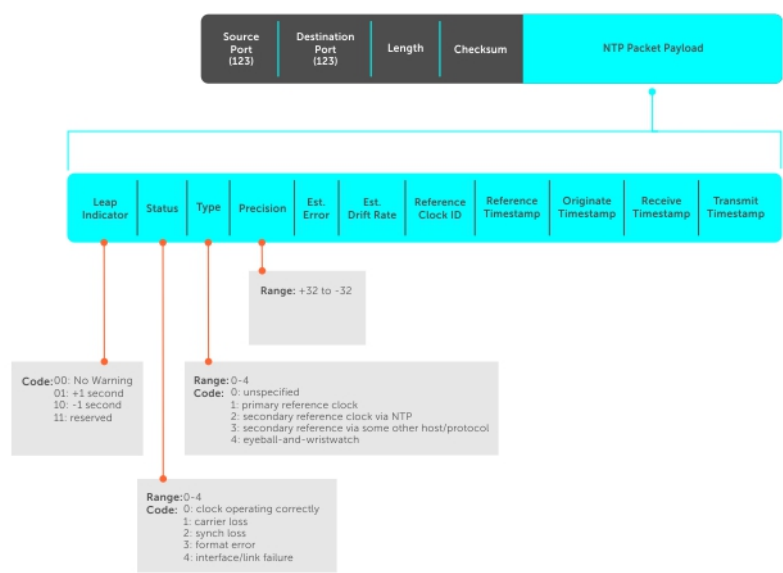 Source Port (123)
Destination Port (123)
Length
Checksum
NTP Packet Payload
Leap Indicator
Status
Type
Precision
Est. Error
Est. Drift Rate
Reference Clock ID
Reference Timestamp
Originate Timestamp
Receive Timestamp
Transmit Timestamp
Range: +32 to -32
Code: 00: No Warning
01: +1 second
10: -1 second
11: reserved
Range: 0-4
Code: 0: unspecified
1: primary reference clock
2: secondary reference clock via NTP
3: secondary reference via some other host/protocol
4: eyeball-and-wristwatch
Range: 0-4
Code: 0: clock operating correctly
1: carrier loss
2: synch loss
3: format error
4: interface/link failure